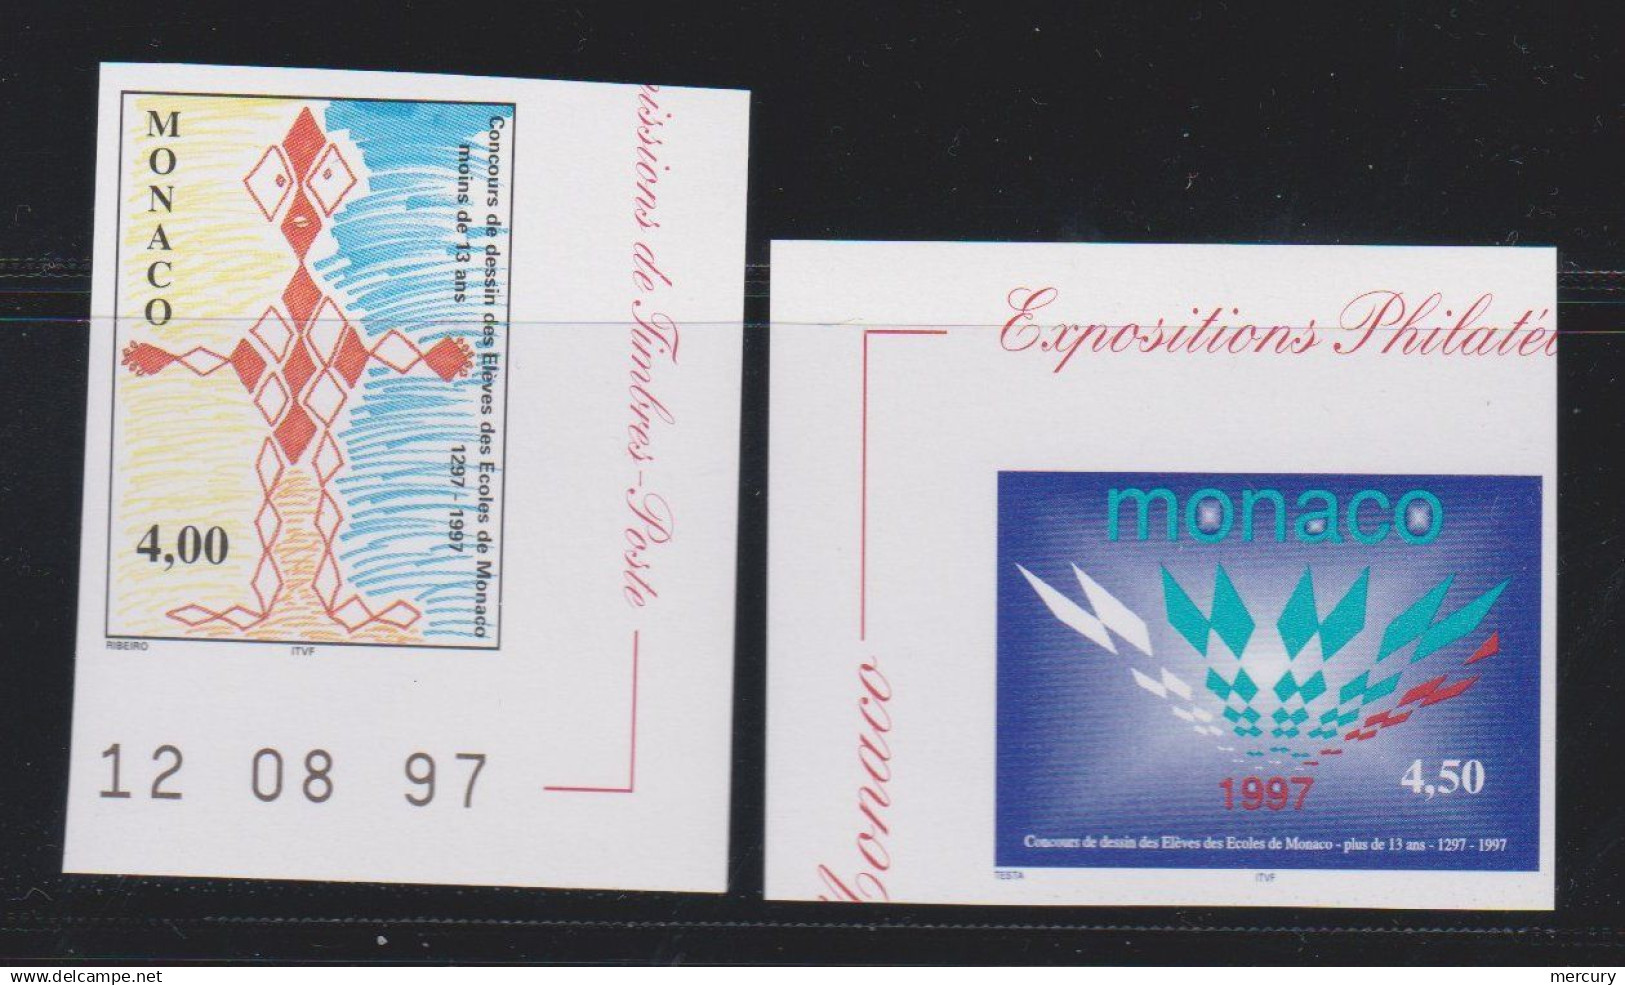 MONACO
Concours de dessin des Elèves des Ecoles de Monaco
moins de 13 ans 1297 - 1997
4,00
RIBEIRO ITVF
issions de Timbres-Poste
12 08 97
Expositions Philaté
Monaco
monaco
1997
4,50
Concours de dessin des Elèves des Ecoles de Monaco - plus de 13 ans - 1297 - 1997
TESTA ITVF
mercury